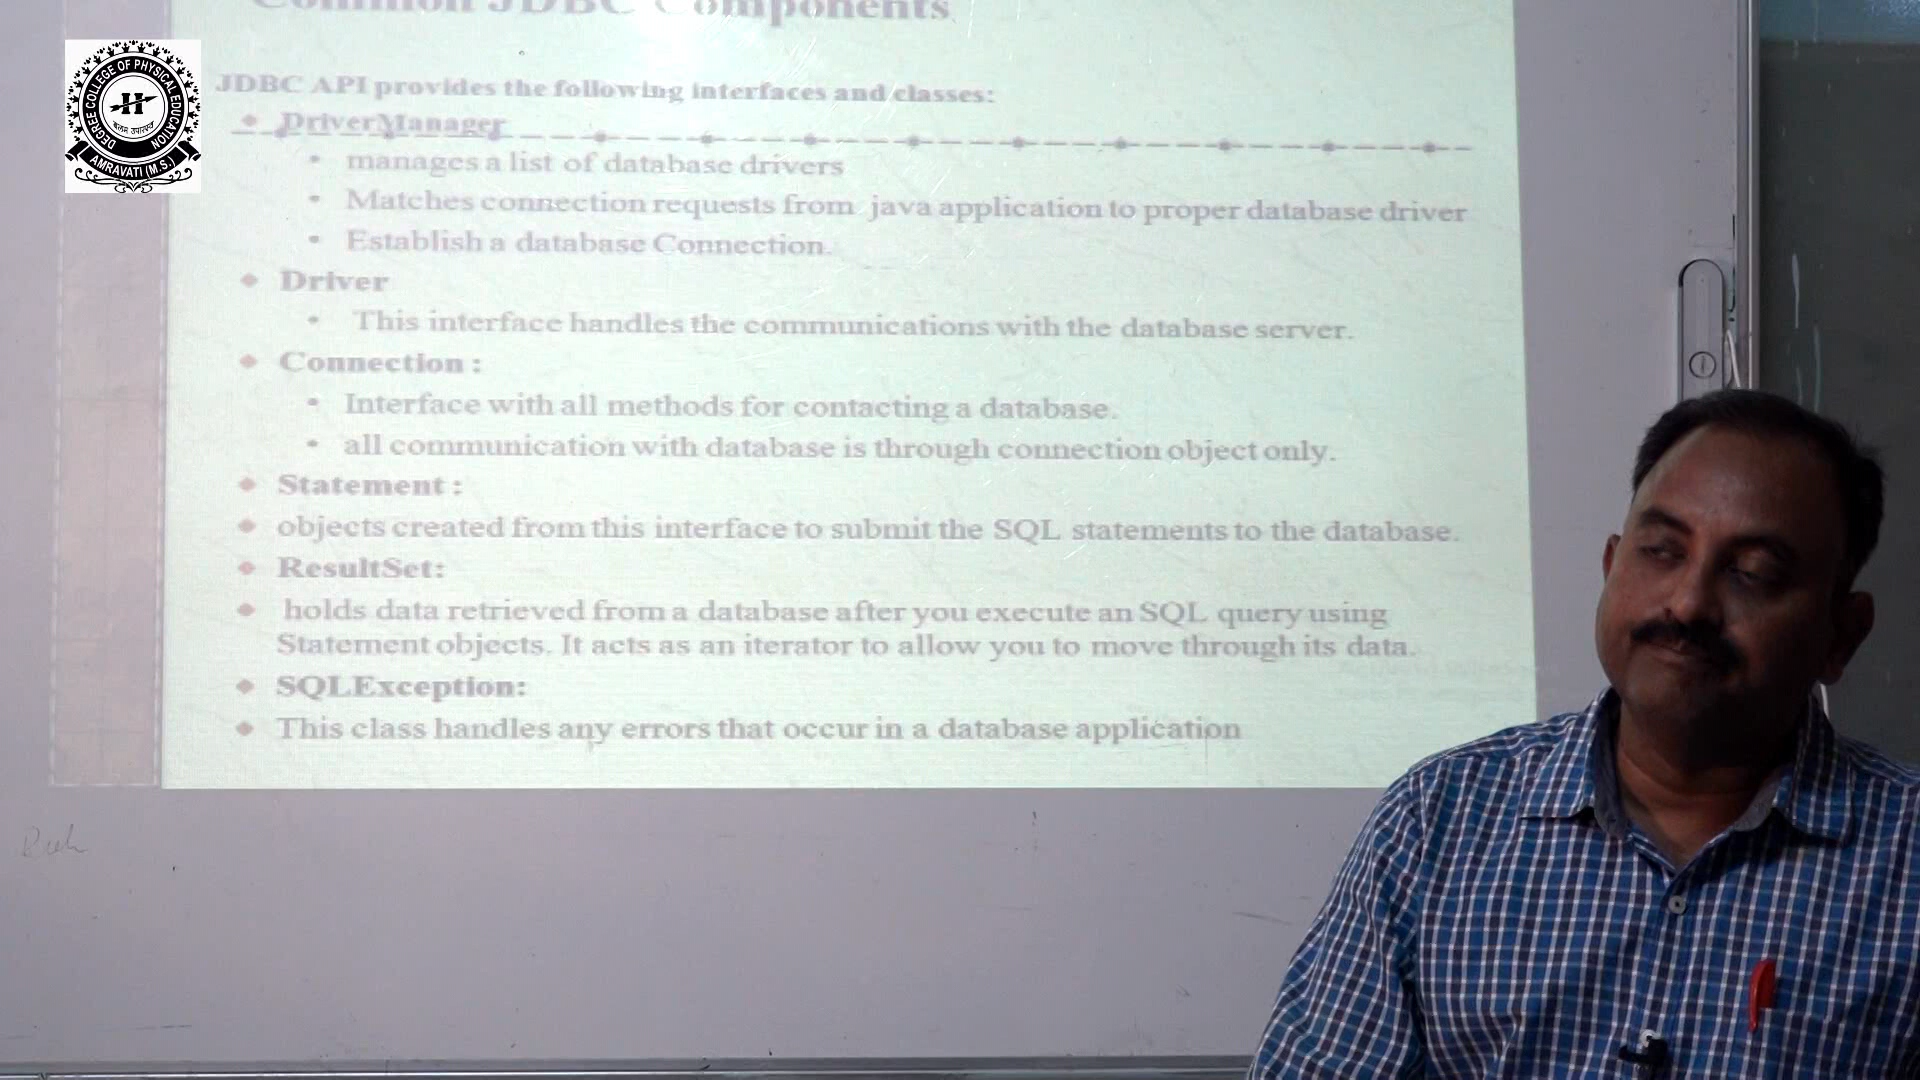 Common JDBC Components
DEGREE COLLEGE OF PHYSICAL EDUCATION
AMRAVATI (M.S.)
JDBC API provides the following interfaces and classes:
DriverManager
manages a list of database drivers
Matches connection requests from java application to proper database driver
Establish a database Connection.
Driver
This interface handles the communications with the database server.
Connection :
Interface with all methods for contacting a database.
all communication with database is through connection object only.
Statement :
objects created from this interface to submit the SQL statements to the database.
ResultSet:
holds data retrieved from a database after you execute an SQL query using
Statement objects. It acts as an iterator to allow you to move through its data.
SQLException:
This class handles any errors that occur in a database application